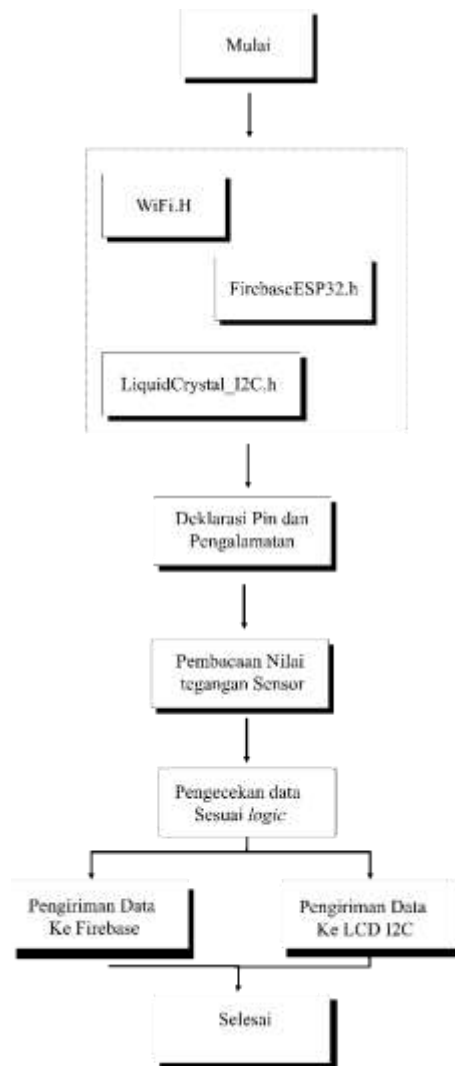 Mulai
WiFi.H
FirebaseESP32.h
LiquidCrystal_I2C.h
Deklarasi Pin dan
Pengalamatan
Pembacaan Nilai
tegangan Sensor
Pengecekan data
Sesuai logic
Pengiriman Data
Ke Firebase
Pengiriman Data
Ke LCD I2C
Selesai